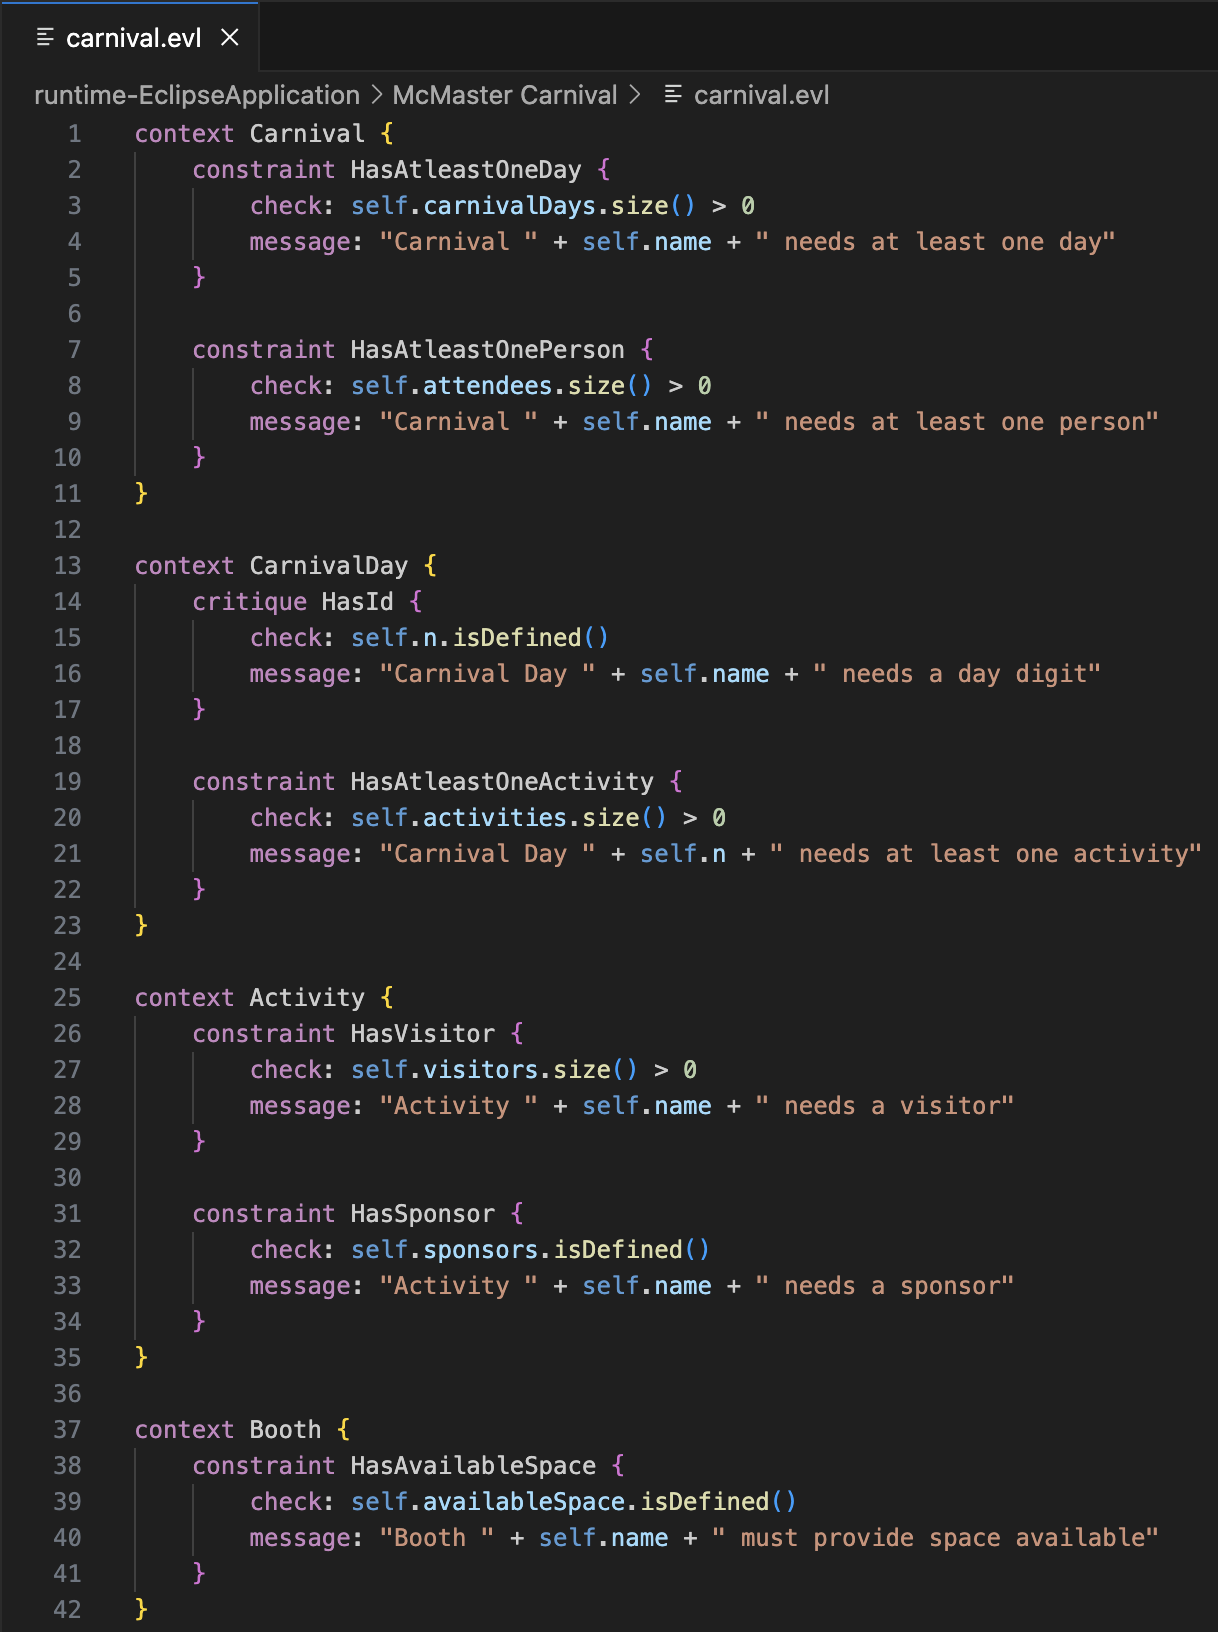 carnival.evl
runtime-EclipseApplication > McMaster Carnival > carnival.evl
1 context Carnival {
2     constraint HasAtleastOneDay {
3         check: self.carnivalDays.size() > 0
4         message: "Carnival " + self.name + " needs at least one day"
5     }
6
7     constraint HasAtleastOnePerson {
8         check: self.attendees.size() > 0
9         message: "Carnival " + self.name + " needs at least one person"
10     }
11 }
12
13 context CarnivalDay {
14     critique HasId {
15         check: self.n.isDefined()
16         message: "Carnival Day " + self.name + " needs a day digit"
17     }
18
19     constraint HasAtleastOneActivity {
20         check: self.activities.size() > 0
21         message: "Carnival Day " + self.n + " needs at least one activity"
22     }
23 }
24
25 context Activity {
26     constraint HasVisitor {
27         check: self.visitors.size() > 0
28         message: "Activity " + self.name + " needs a visitor"
29     }
30
31     constraint HasSponsor {
32         check: self.sponsors.isDefined()
33         message: "Activity " + self.name + " needs a sponsor"
34     }
35 }
36
37 context Booth {
38     constraint HasAvailableSpace {
39         check: self.availableSpace.isDefined()
40         message: "Booth " + self.name + " must provide space available"
41     }
42 }